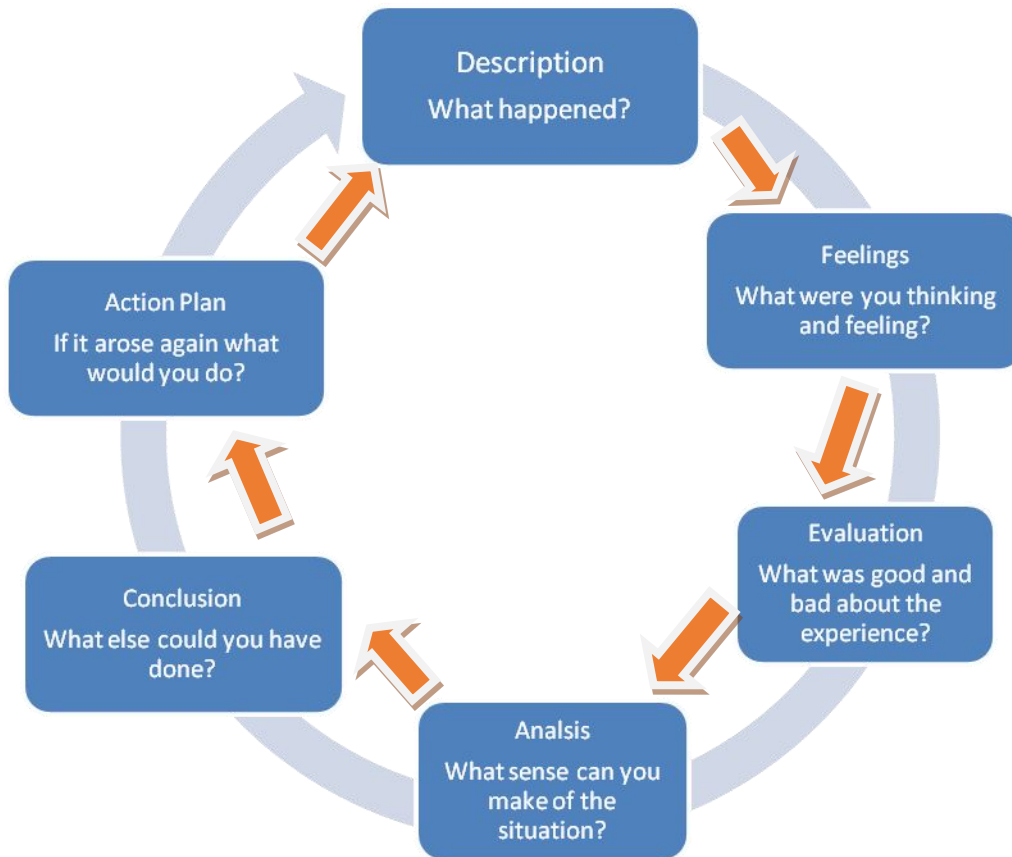 Description
What happened?
Feelings
What were you thinking
and feeling?
Evaluation
What was good and
bad about the
experience?
Analsis
What sense can you
make of the
situation?
Conclusion
What else could you have
done?
Action Plan
If it arose again what
would you do?